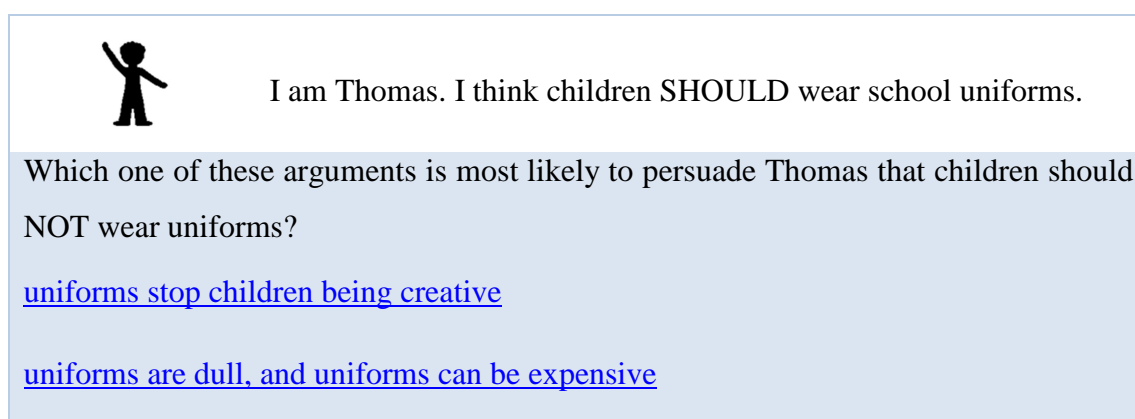 I am Thomas. I think children SHOULD wear school uniforms.
Which one of these arguments is most likely to persuade Thomas that children should
NOT wear uniforms?
uniforms stop children being creative
uniforms are dull, and uniforms can be expensive